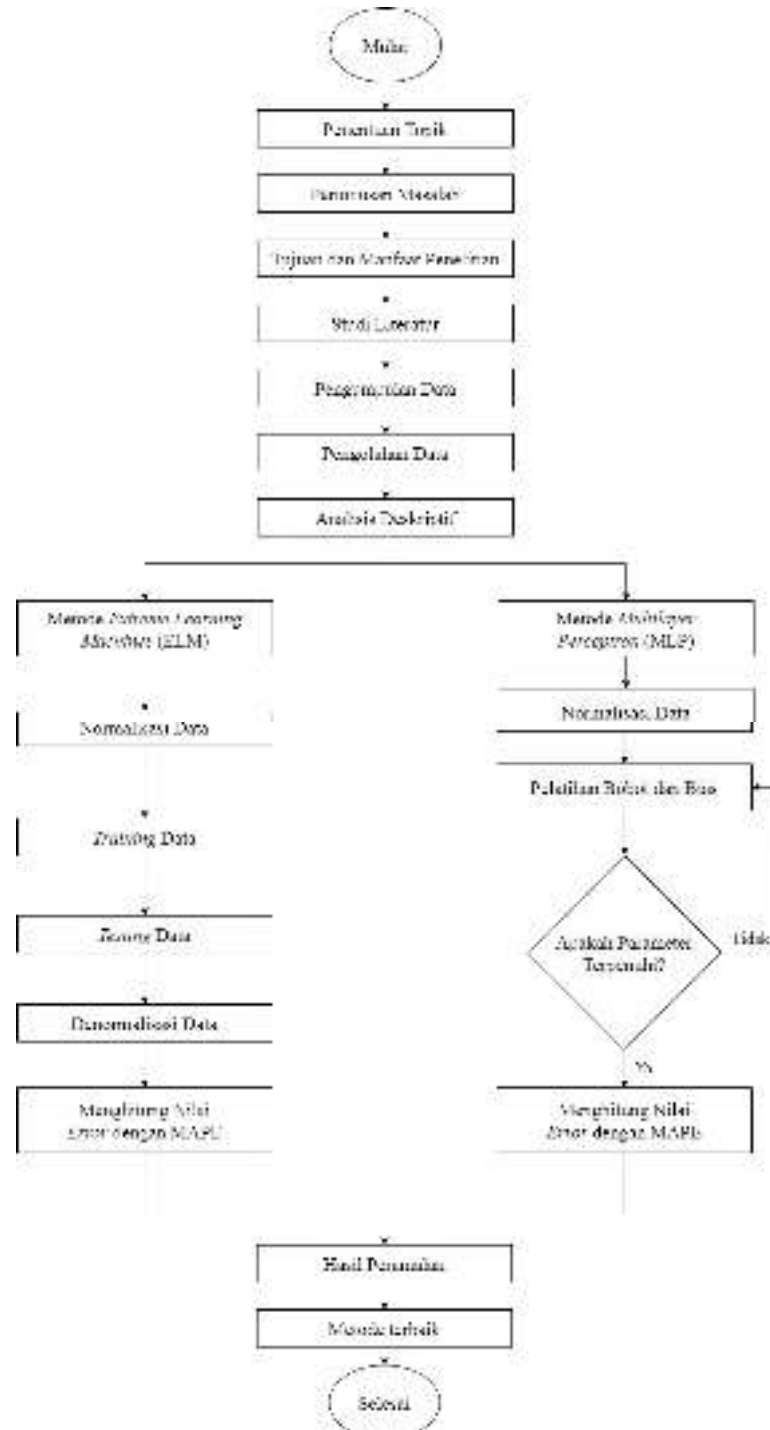 Mulai
Penentuan Topik
Perumusan Masalah
Tujuan dan Manfaat Penelitian
Studi Literatur
Pengumpulan Data
Pengolahan Data
Analisis Deskriptif
Metode Extreme Learning
Machine (ELM)
Normalisasi Data
Training Data
Testing Data
Denormalisasi Data
Menghitung Nilai
Error dengan MAPE
Metode Multilayer
Perceptron (MLP)
Normalisasi Data
Pelatihan Bobot dan Bias
Apakah Parameter
Terpenuhi?
Tidak
Ya
Menghitung Nilai
Error dengan MAPE
Hasil Peramalan
Metode terbaik
Selesai